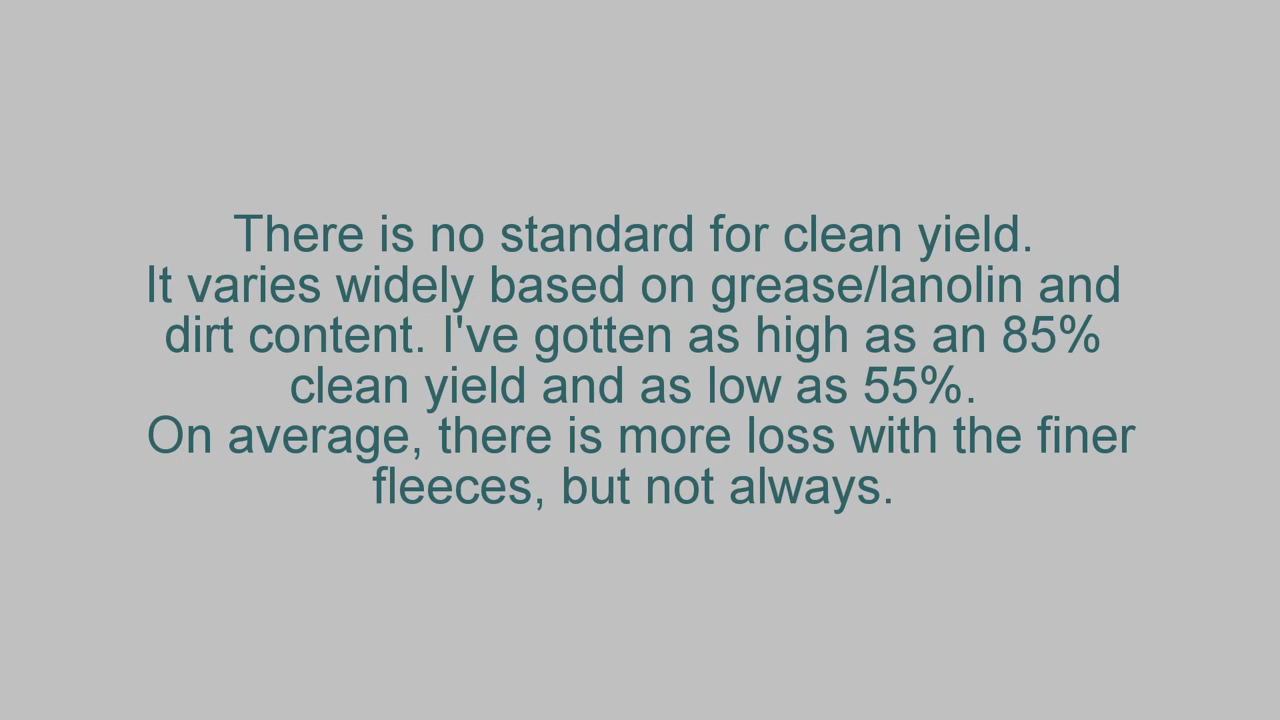 There is no standard for clean yield.
It varies widely based on grease/lanolin and
dirt content. I've gotten as high as an 85%
clean yield and as low as 55%.
On average, there is more loss with the finer
fleeces, but not always.